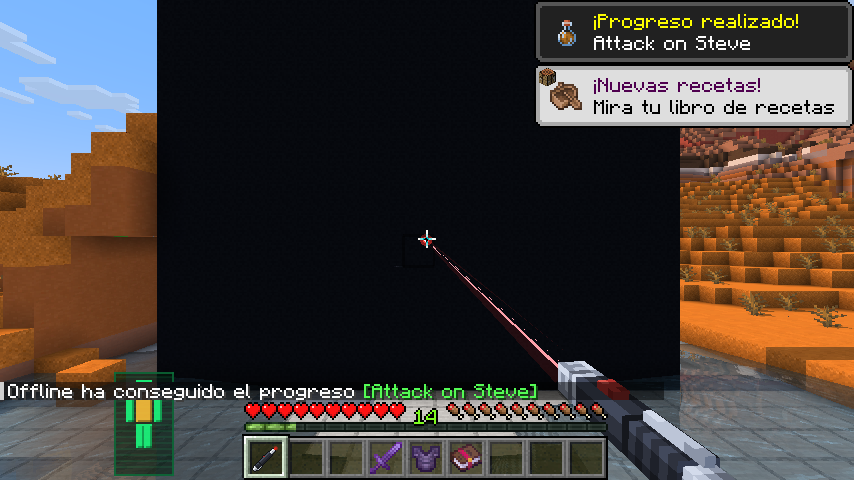 ¡Progreso realizado!
Attack on Steve
¡Nuevas recetas!
Mira tu libro de recetas
Offline ha conseguido el progreso [Attack on Steve]
14